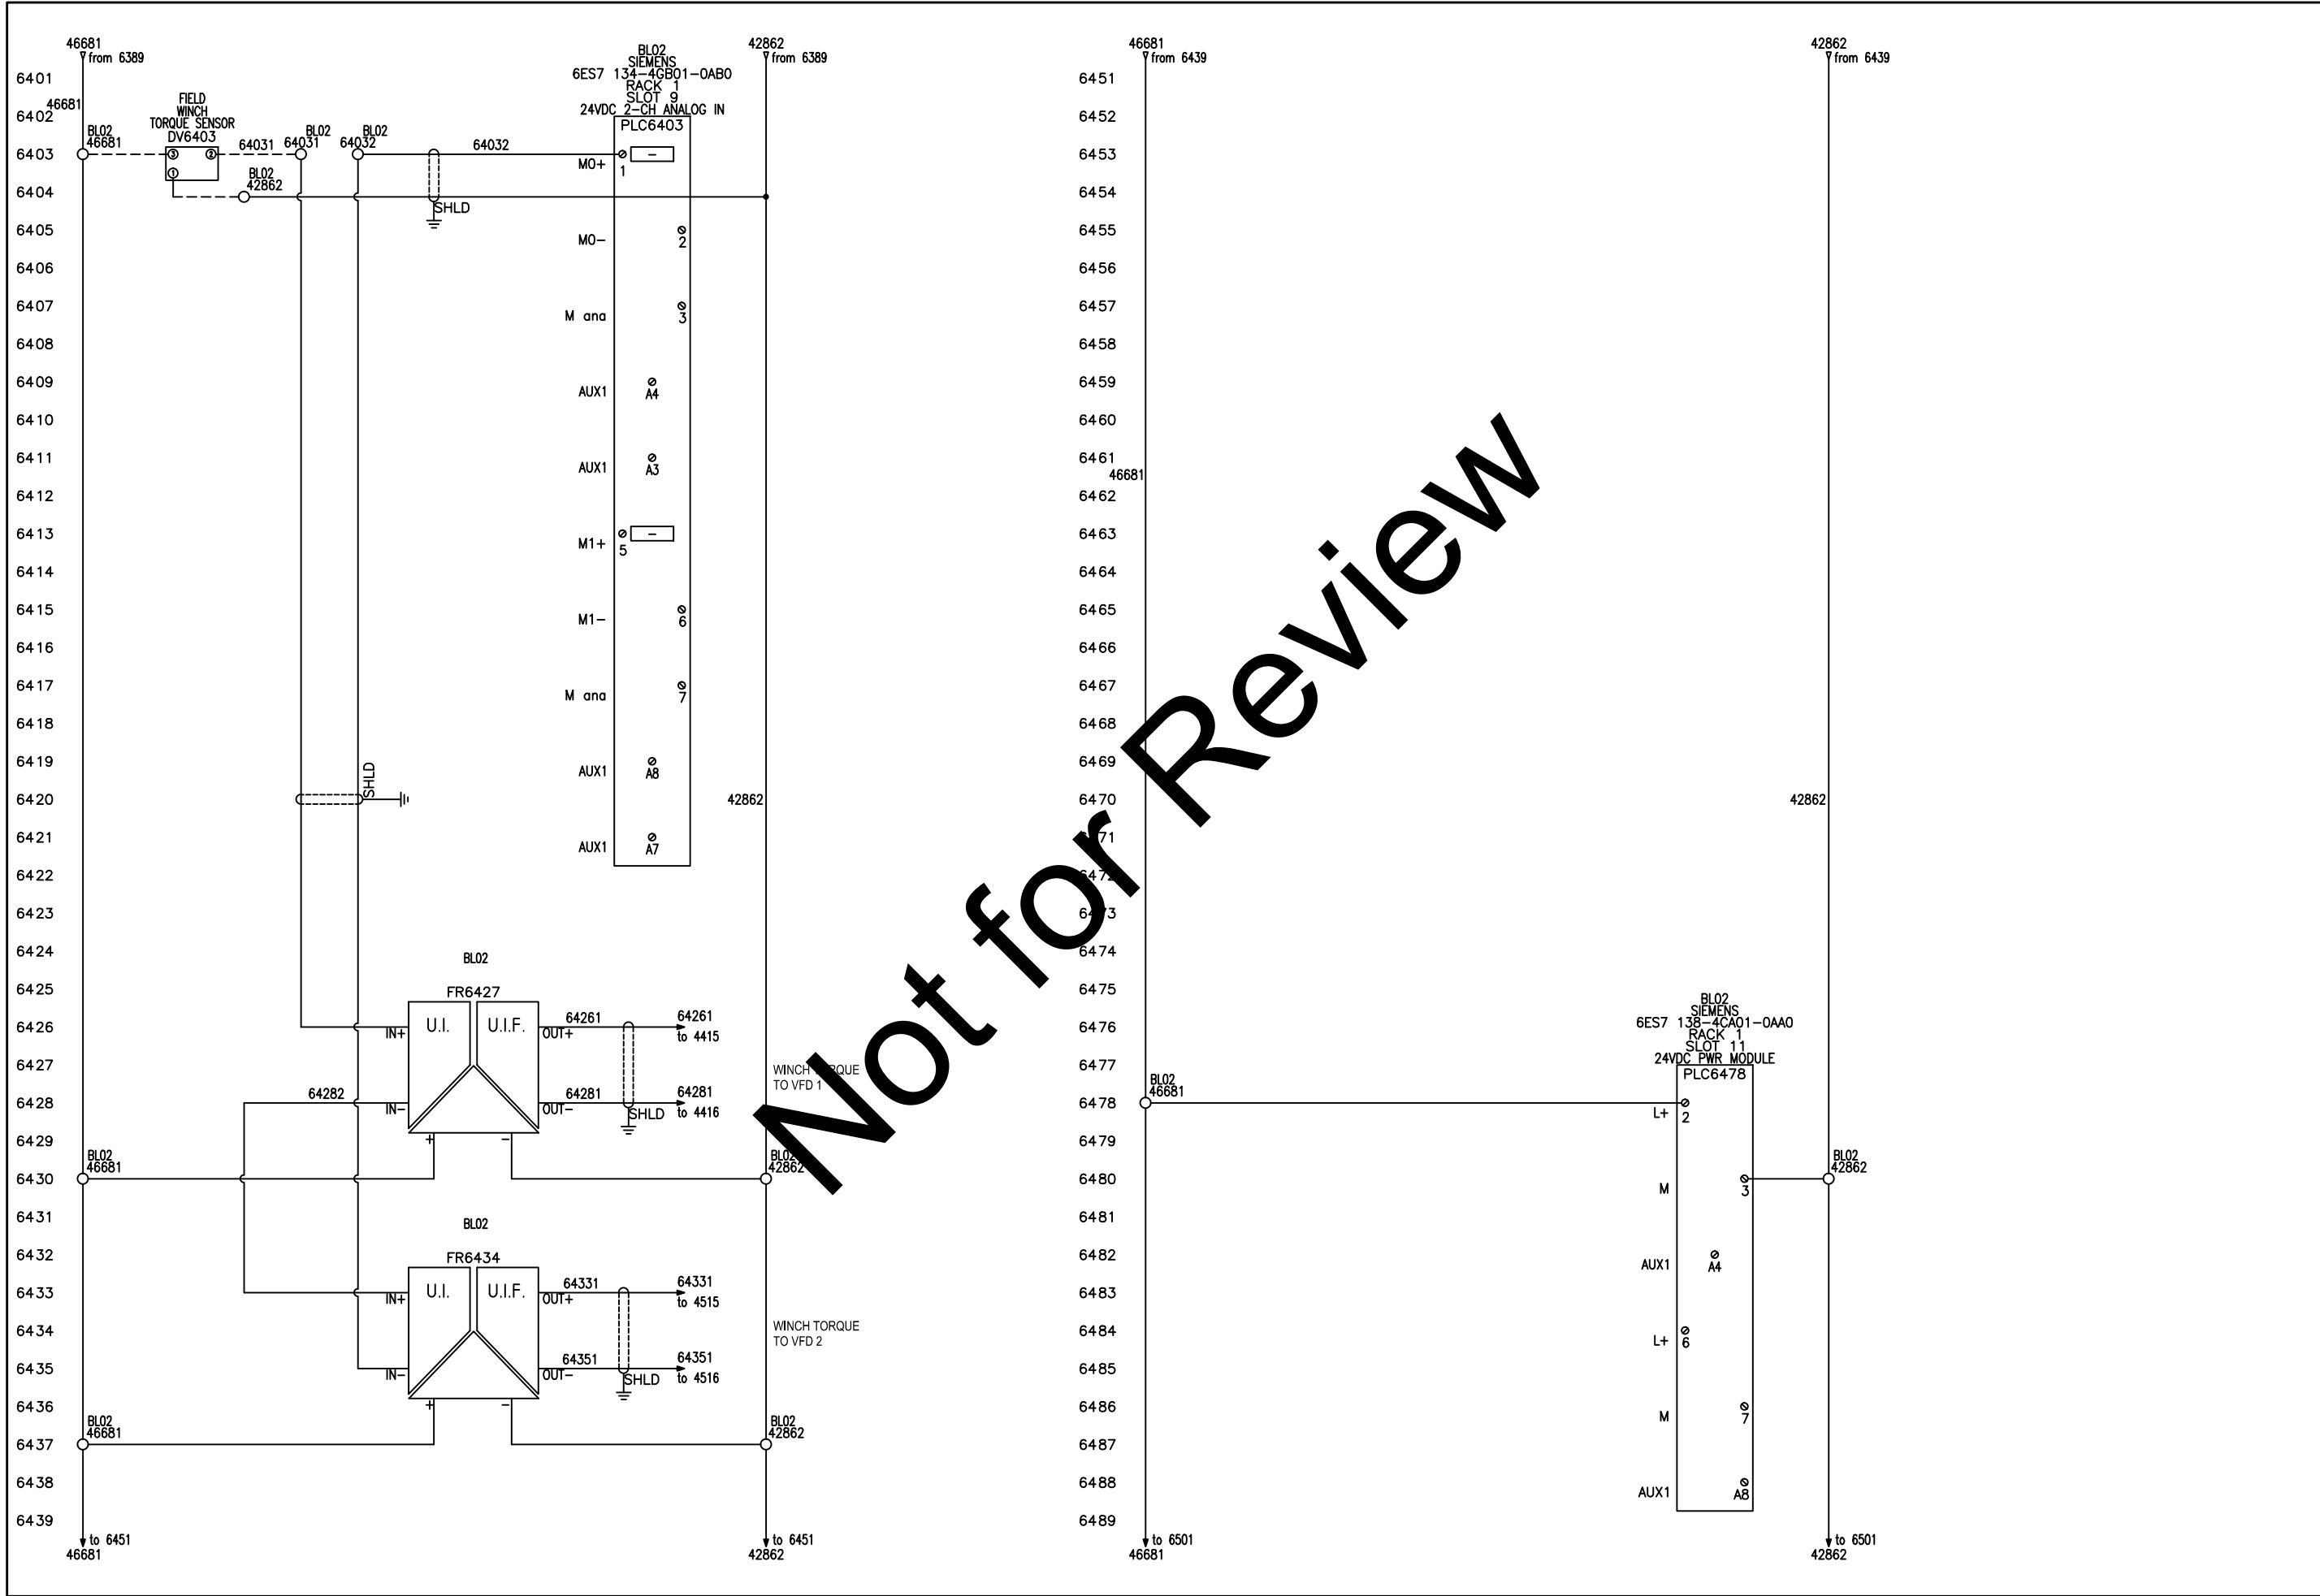 46681
from 6389
6401
46681
6402
BL02
46681
6403
6404
6405
6406
6407
6408
6409
6410
6411
6412
6413
6414
6415
6416
6417
6418
6419
6420
6421
6422
6423
6424
6425
6426
6427
6428
6429
6430
6431
6432
6433
6434
6435
6436
6437
6438
6439
FIELD
WINCH
TORQUE SENSOR
DV6403
3
2
1
64031
BL02
64031
BL02
64032
64032
BL02
42862
SHLD
BL02
SIEMENS
6ES7 134-4GB01-0AB0
RACK 1
SLOT 9
24VDC 2-CH ANALOG IN
PLC6403
M0+
1
M0-
2
M ana
3
AUX1
A4
AUX1
A3
M1+
5
M1-
6
M ana
7
AUX1
A8
AUX1
A7
42862
from 6389
42862
SHLD
BL02
FR6427
U.I.
U.I.F.
IN+
OUT+
64261
64261
to 4415
64282
IN-
OUT-
64281
64281
to 4416
SHLD
+
-
WINCH TORQUE
TO VFD 1
BL02
46681
BL02
42862
BL02
FR6434
U.I.
U.I.F.
IN+
OUT+
64331
64331
to 4515
IN-
OUT-
64351
64351
to 4516
SHLD
+
-
WINCH TORQUE
TO VFD 2
BL02
46681
BL02
42862
to 6451
46681
to 6451
42862
46681
from 6439
6451
6452
6453
6454
6455
6456
6457
6458
6459
6460
6461
46681
6462
6463
6464
6465
6466
6467
6468
6469
6470
6471
6472
6473
6474
6475
6476
6477
6478
6479
6480
6481
6482
6483
6484
6485
6486
6487
6488
6489
42862
from 6439
42862
BL02
46681
BL02
SIEMENS
6ES7 138-4CA01-0AA0
RACK 1
SLOT 11
24VDC PWR MODULE
PLC6478
L+
2
M
3
BL02
42862
AUX1
A4
L+
6
M
7
AUX1
A8
to 6501
46681
to 6501
42862
Not for Review